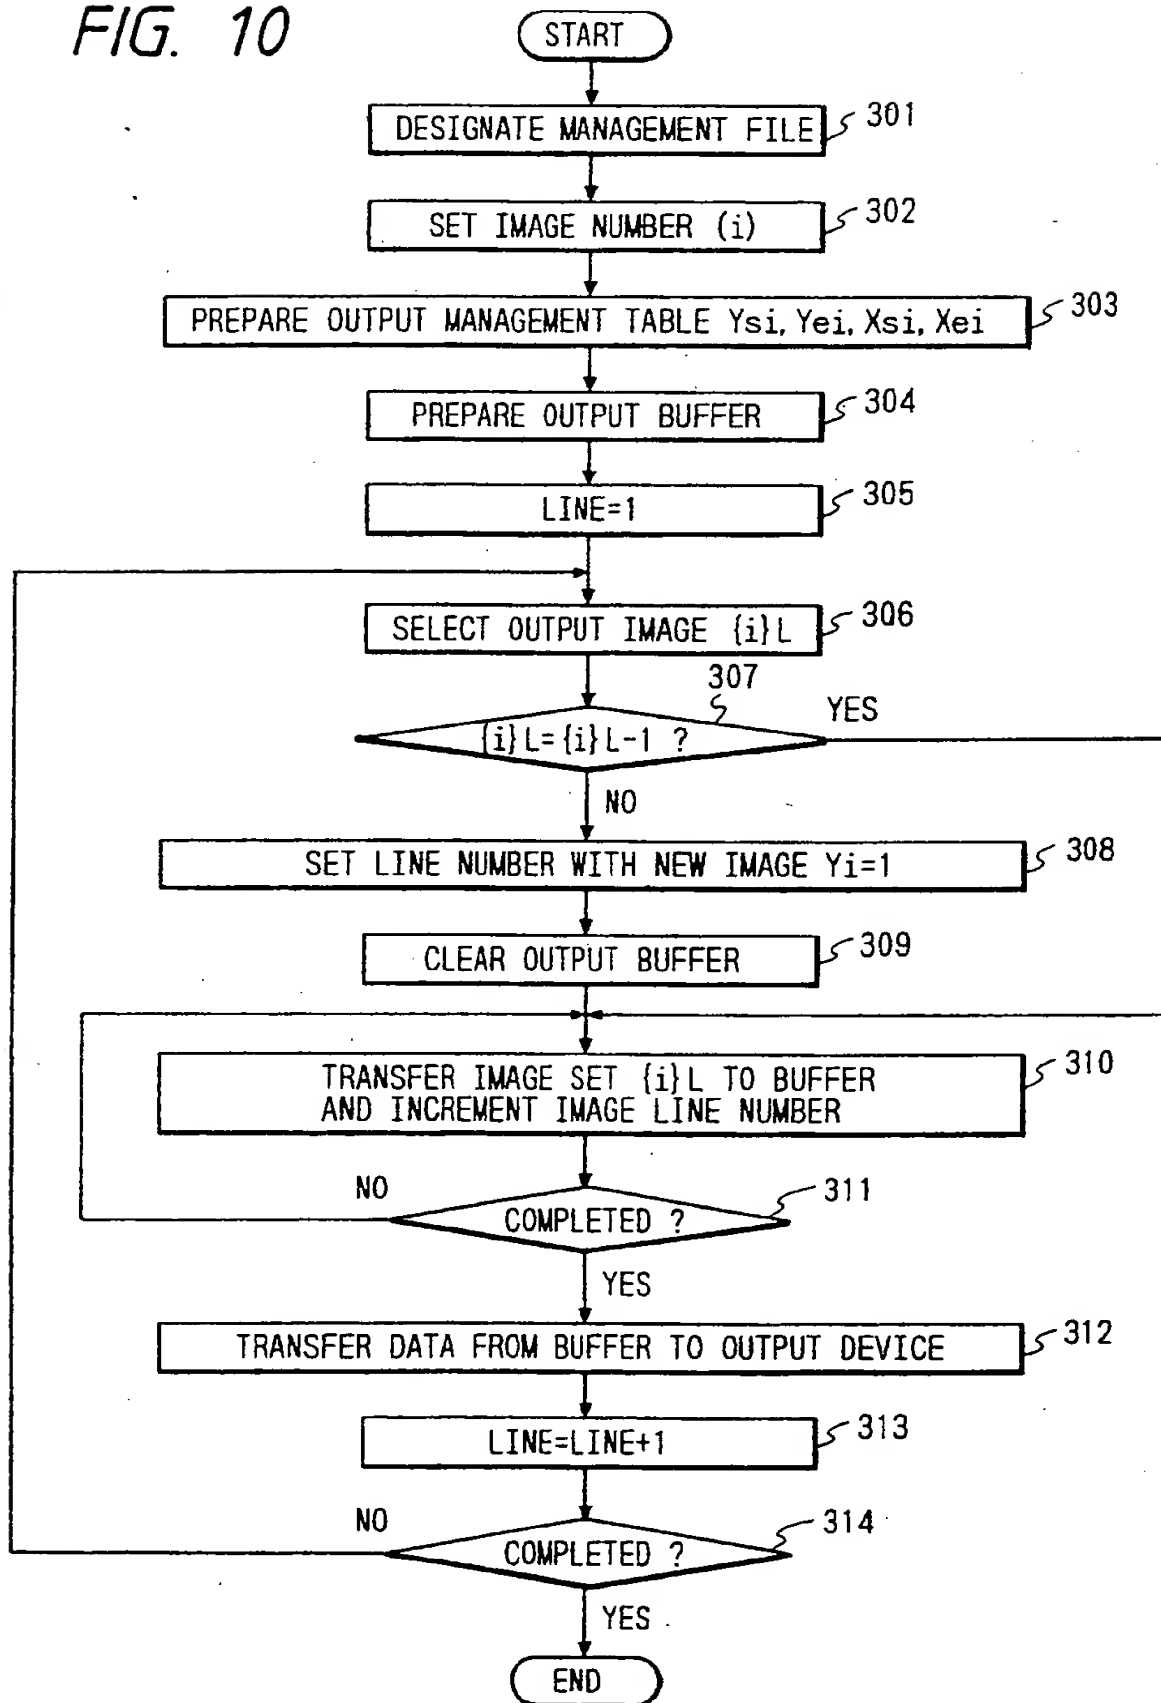 FIG. 10
START
DESIGNATE MANAGEMENT FILE
301
SET IMAGE NUMBER (i)
302
PREPARE OUTPUT MANAGEMENT TABLE Ysi, Yei, Xsi, Xei
303
PREPARE OUTPUT BUFFER
304
LINE=1
305
SELECT OUTPUT IMAGE {i}L
306
307
{i}L={i}L-1 ?
YES
NO
SET LINE NUMBER WITH NEW IMAGE Yi=1
308
CLEAR OUTPUT BUFFER
309
TRANSFER IMAGE SET {i}L TO BUFFER
AND INCREMENT IMAGE LINE NUMBER
310
NO
COMPLETED ?
311
YES
TRANSFER DATA FROM BUFFER TO OUTPUT DEVICE
312
LINE=LINE+1
313
NO
COMPLETED ?
314
YES
END